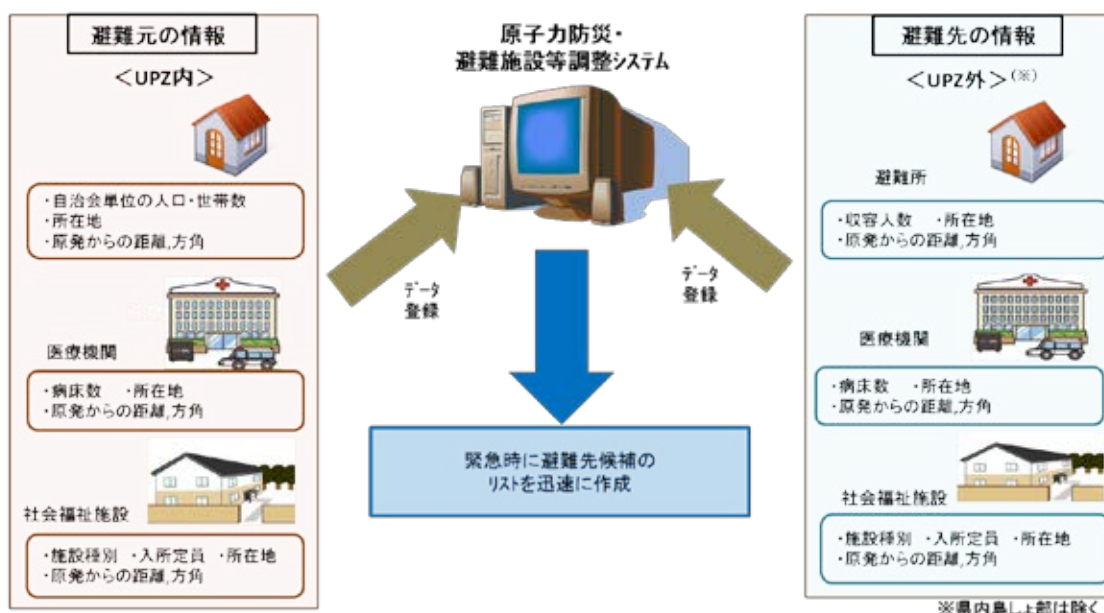 避難元の情報
<UPZ内>
・自治会単位の人口・世帯数
・所在地
・原発からの距離,方角
医療機関
・病床数　・所在地
・原発からの距離,方角
社会福祉施設
・施設種別　・入所定員　・所在地
・原発からの距離,方角
原子力防災・
避難施設等調整システム
データ
登録
データ
登録
緊急時に避難先候補の
リストを迅速に作成
避難先の情報
<UPZ外>(※)
避難所
・収容人数　・所在地
・原発からの距離,方角
医療機関
・病床数　・所在地
・原発からの距離,方角
社会福祉施設
・施設種別　・入所定員　・所在地
・原発からの距離,方角
※県内島しょ部は除く